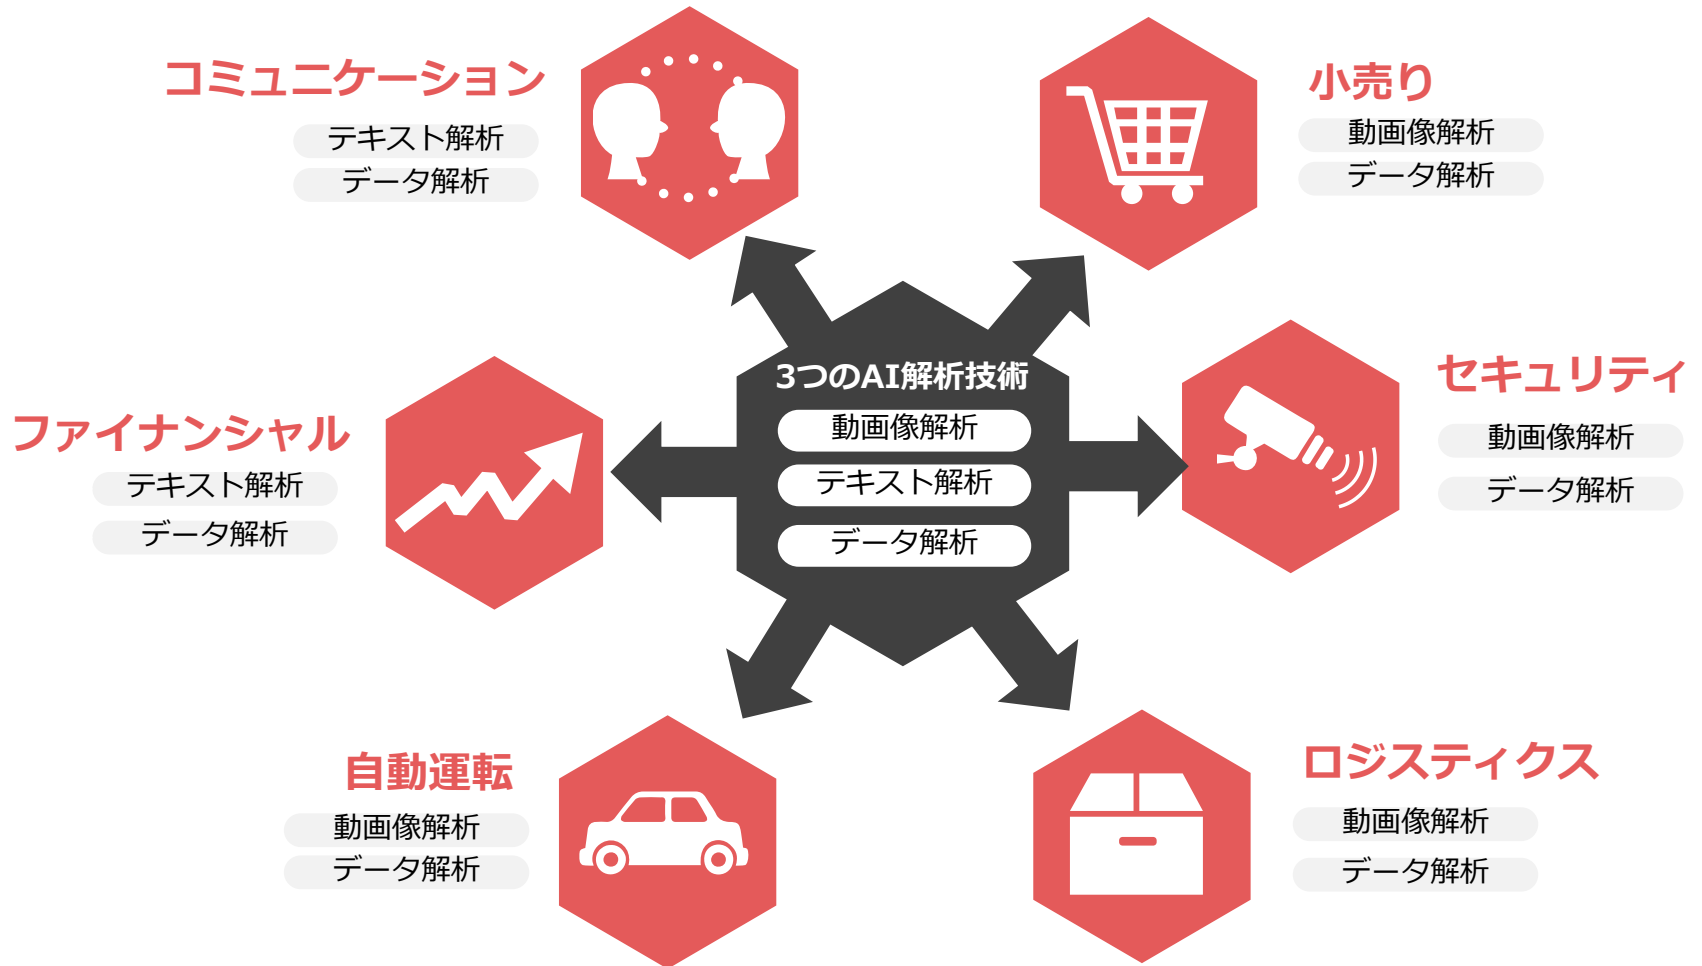 コミュニケーション
テキスト解析
データ解析
小売り
動画像解析
データ解析
ファイナンシャル
テキスト解析
データ解析
3つのAI解析技術
動画像解析
テキスト解析
データ解析
セキュリティ
動画像解析
データ解析
自動運転
動画像解析
データ解析
ロジスティクス
動画像解析
データ解析